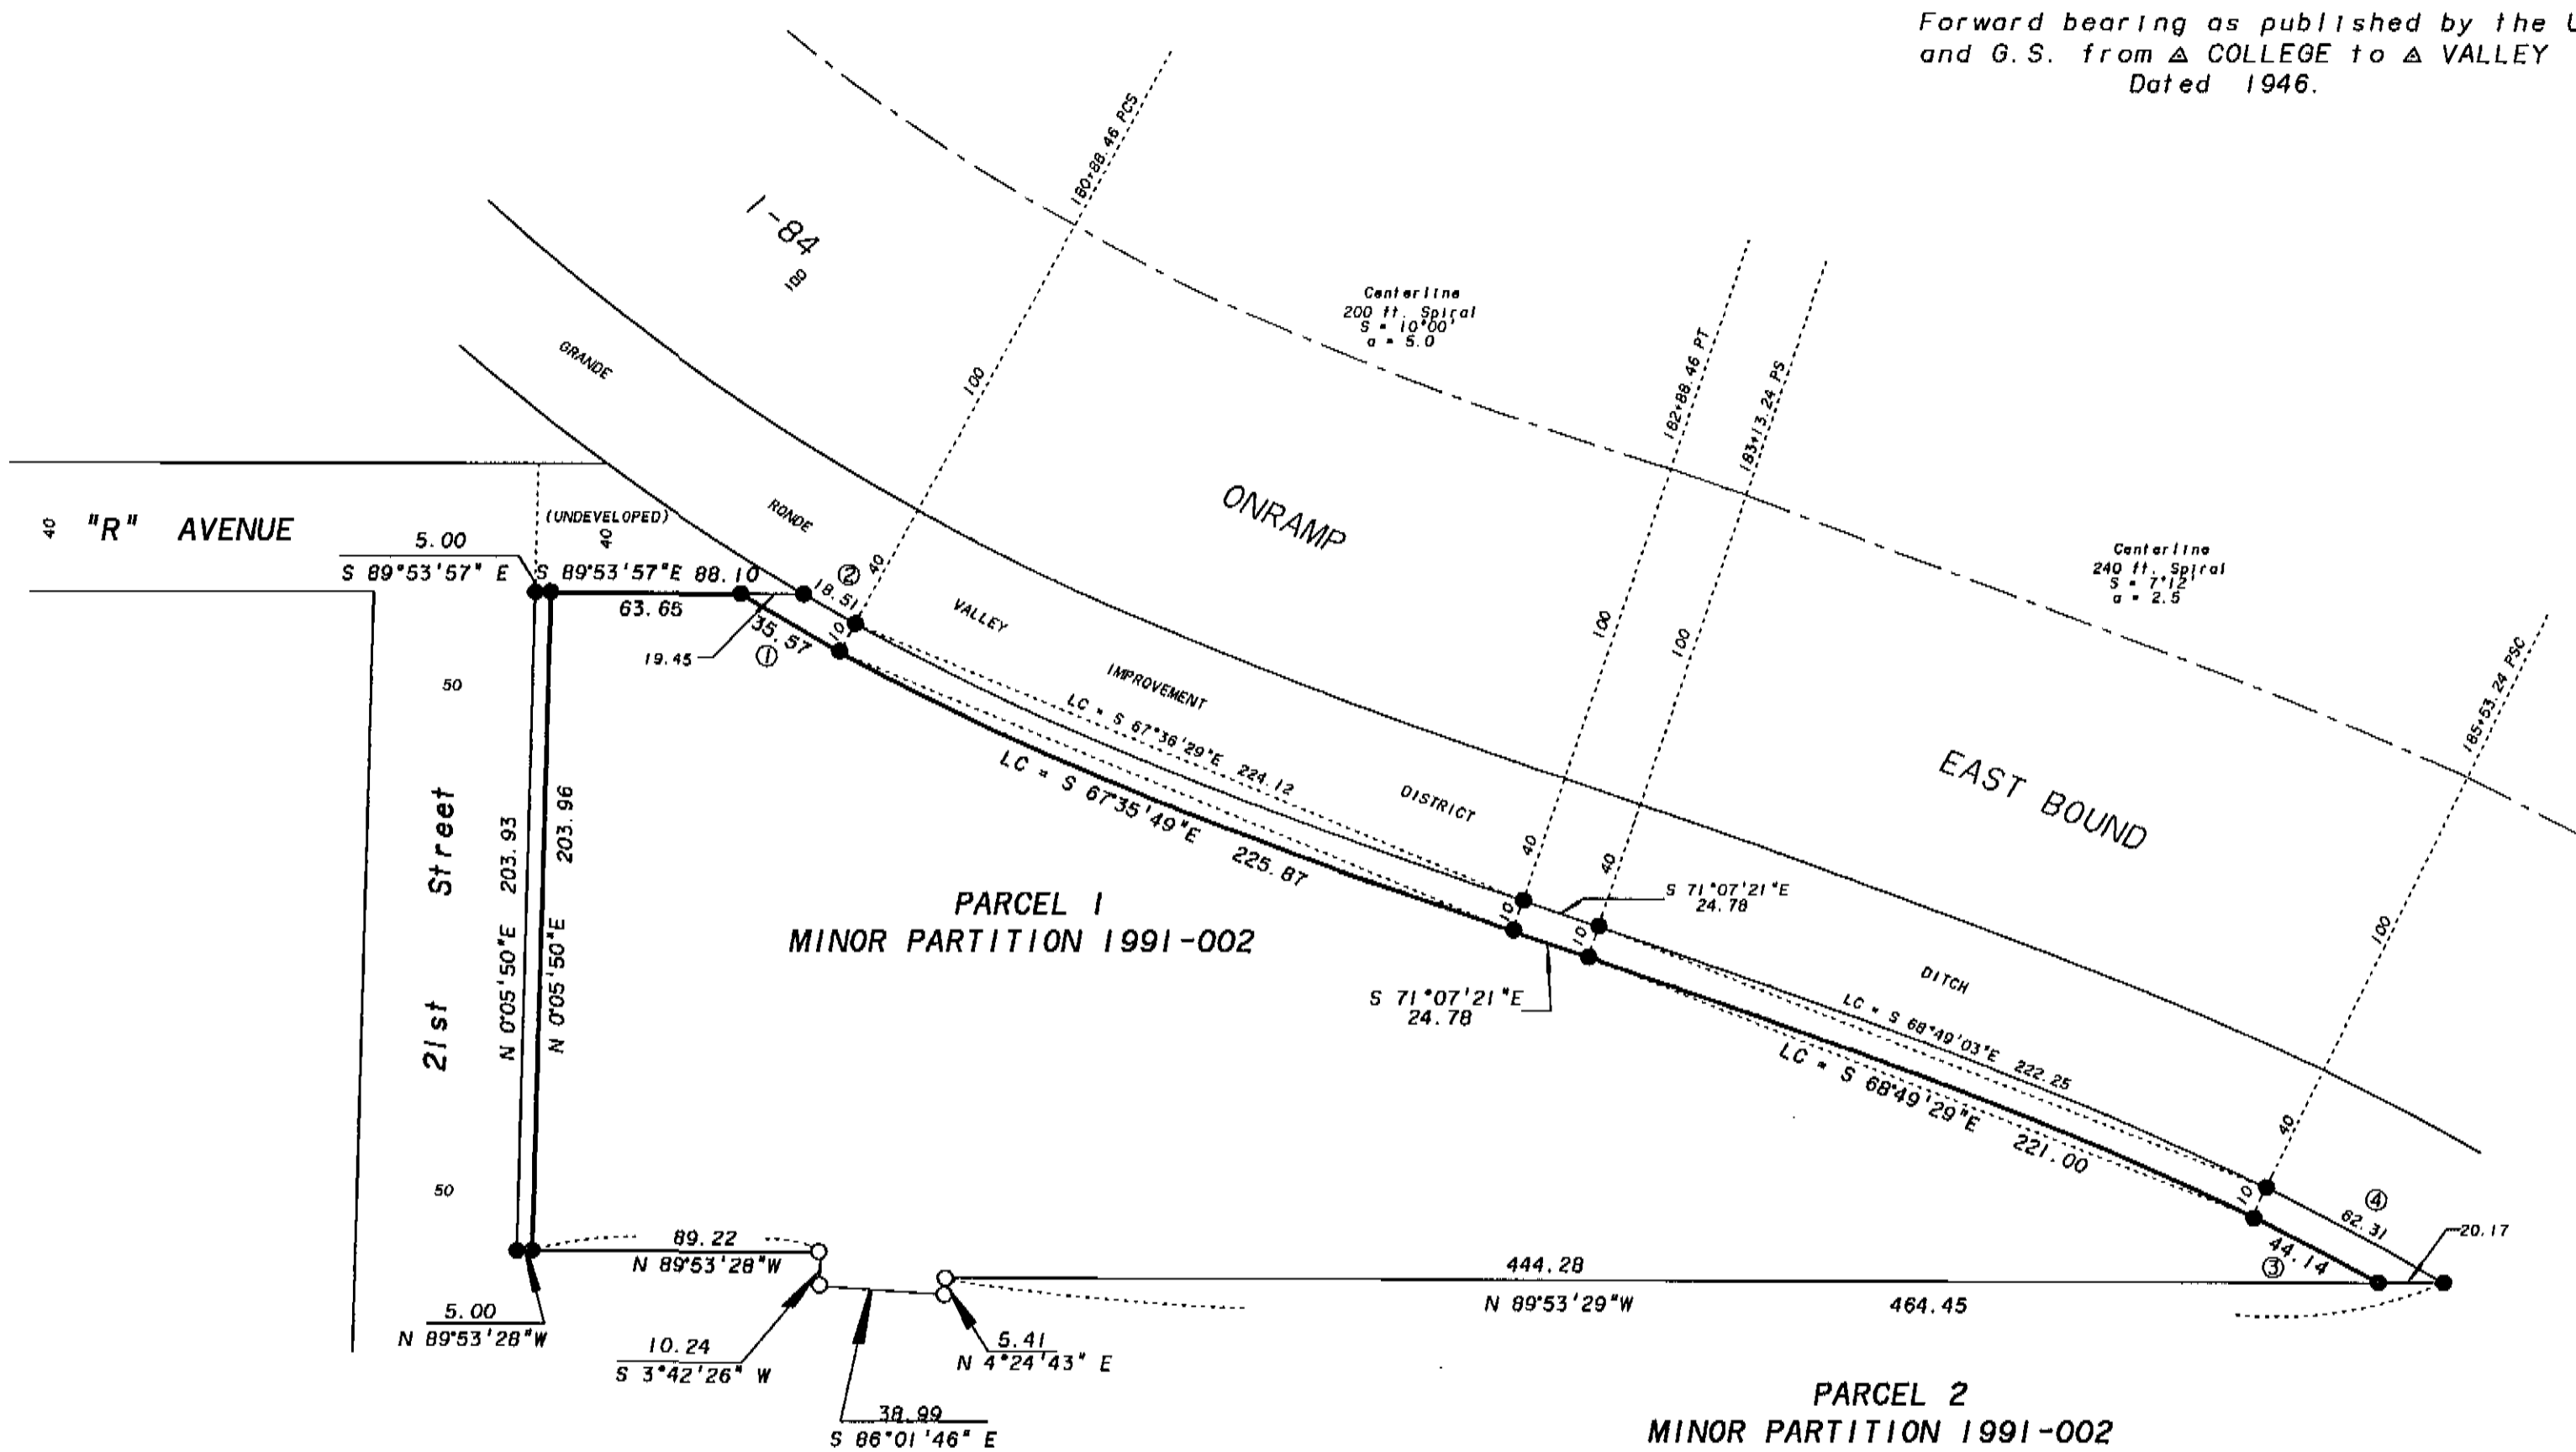 Forward bearing as published by the U
and G.S. from △ COLLEGE to △ VALLEY
Dated 1946.
180+88.46 PCS
I-84
100
100
Centerline
200 ft. Spiral
S = 10°00'
a = 5.0
182+88.46 PT
183+13.24 PS
GRANDE
RONDE
VALLEY
IMPROVEMENT
DISTRICT
DITCH
ONRAMP
EAST BOUND
Centerline
240 ft. Spiral
S = 7°12'
a = 2.5
185+53.24 PSC
40 "R" AVENUE
(UNDEVELOPED)
40
5.00
S 89°53'57" E
S 89°53'57"E 88.10
63.65
19.45
18.51
②
40
10
35.57
①
100
100
100
LC = S 67°36'29"E 224.12
LC = S 67°35'49"E 225.87
40
40
10
10
S 71°07'21"E
24.78
S 71°07'21"E
24.78
50
21st Street
50
N 0°05'50"E 203.93
N 0°05'50"E 203.96
PARCEL 1
MINOR PARTITION 1991-002
LC = S 68°49'03"E 222.25
LC = S 68°49'29"E 221.00
40
10
④
62.31
20.17
44.14
③
89.22
N 89°53'28"W
5.00
N 89°53'28"W
10.24
S 3°42'26" W
38.99
S 86°01'46" E
5.41
N 4°24'43" E
444.28
N 89°53'29"W
464.45
PARCEL 2
MINOR PARTITION 1991-002